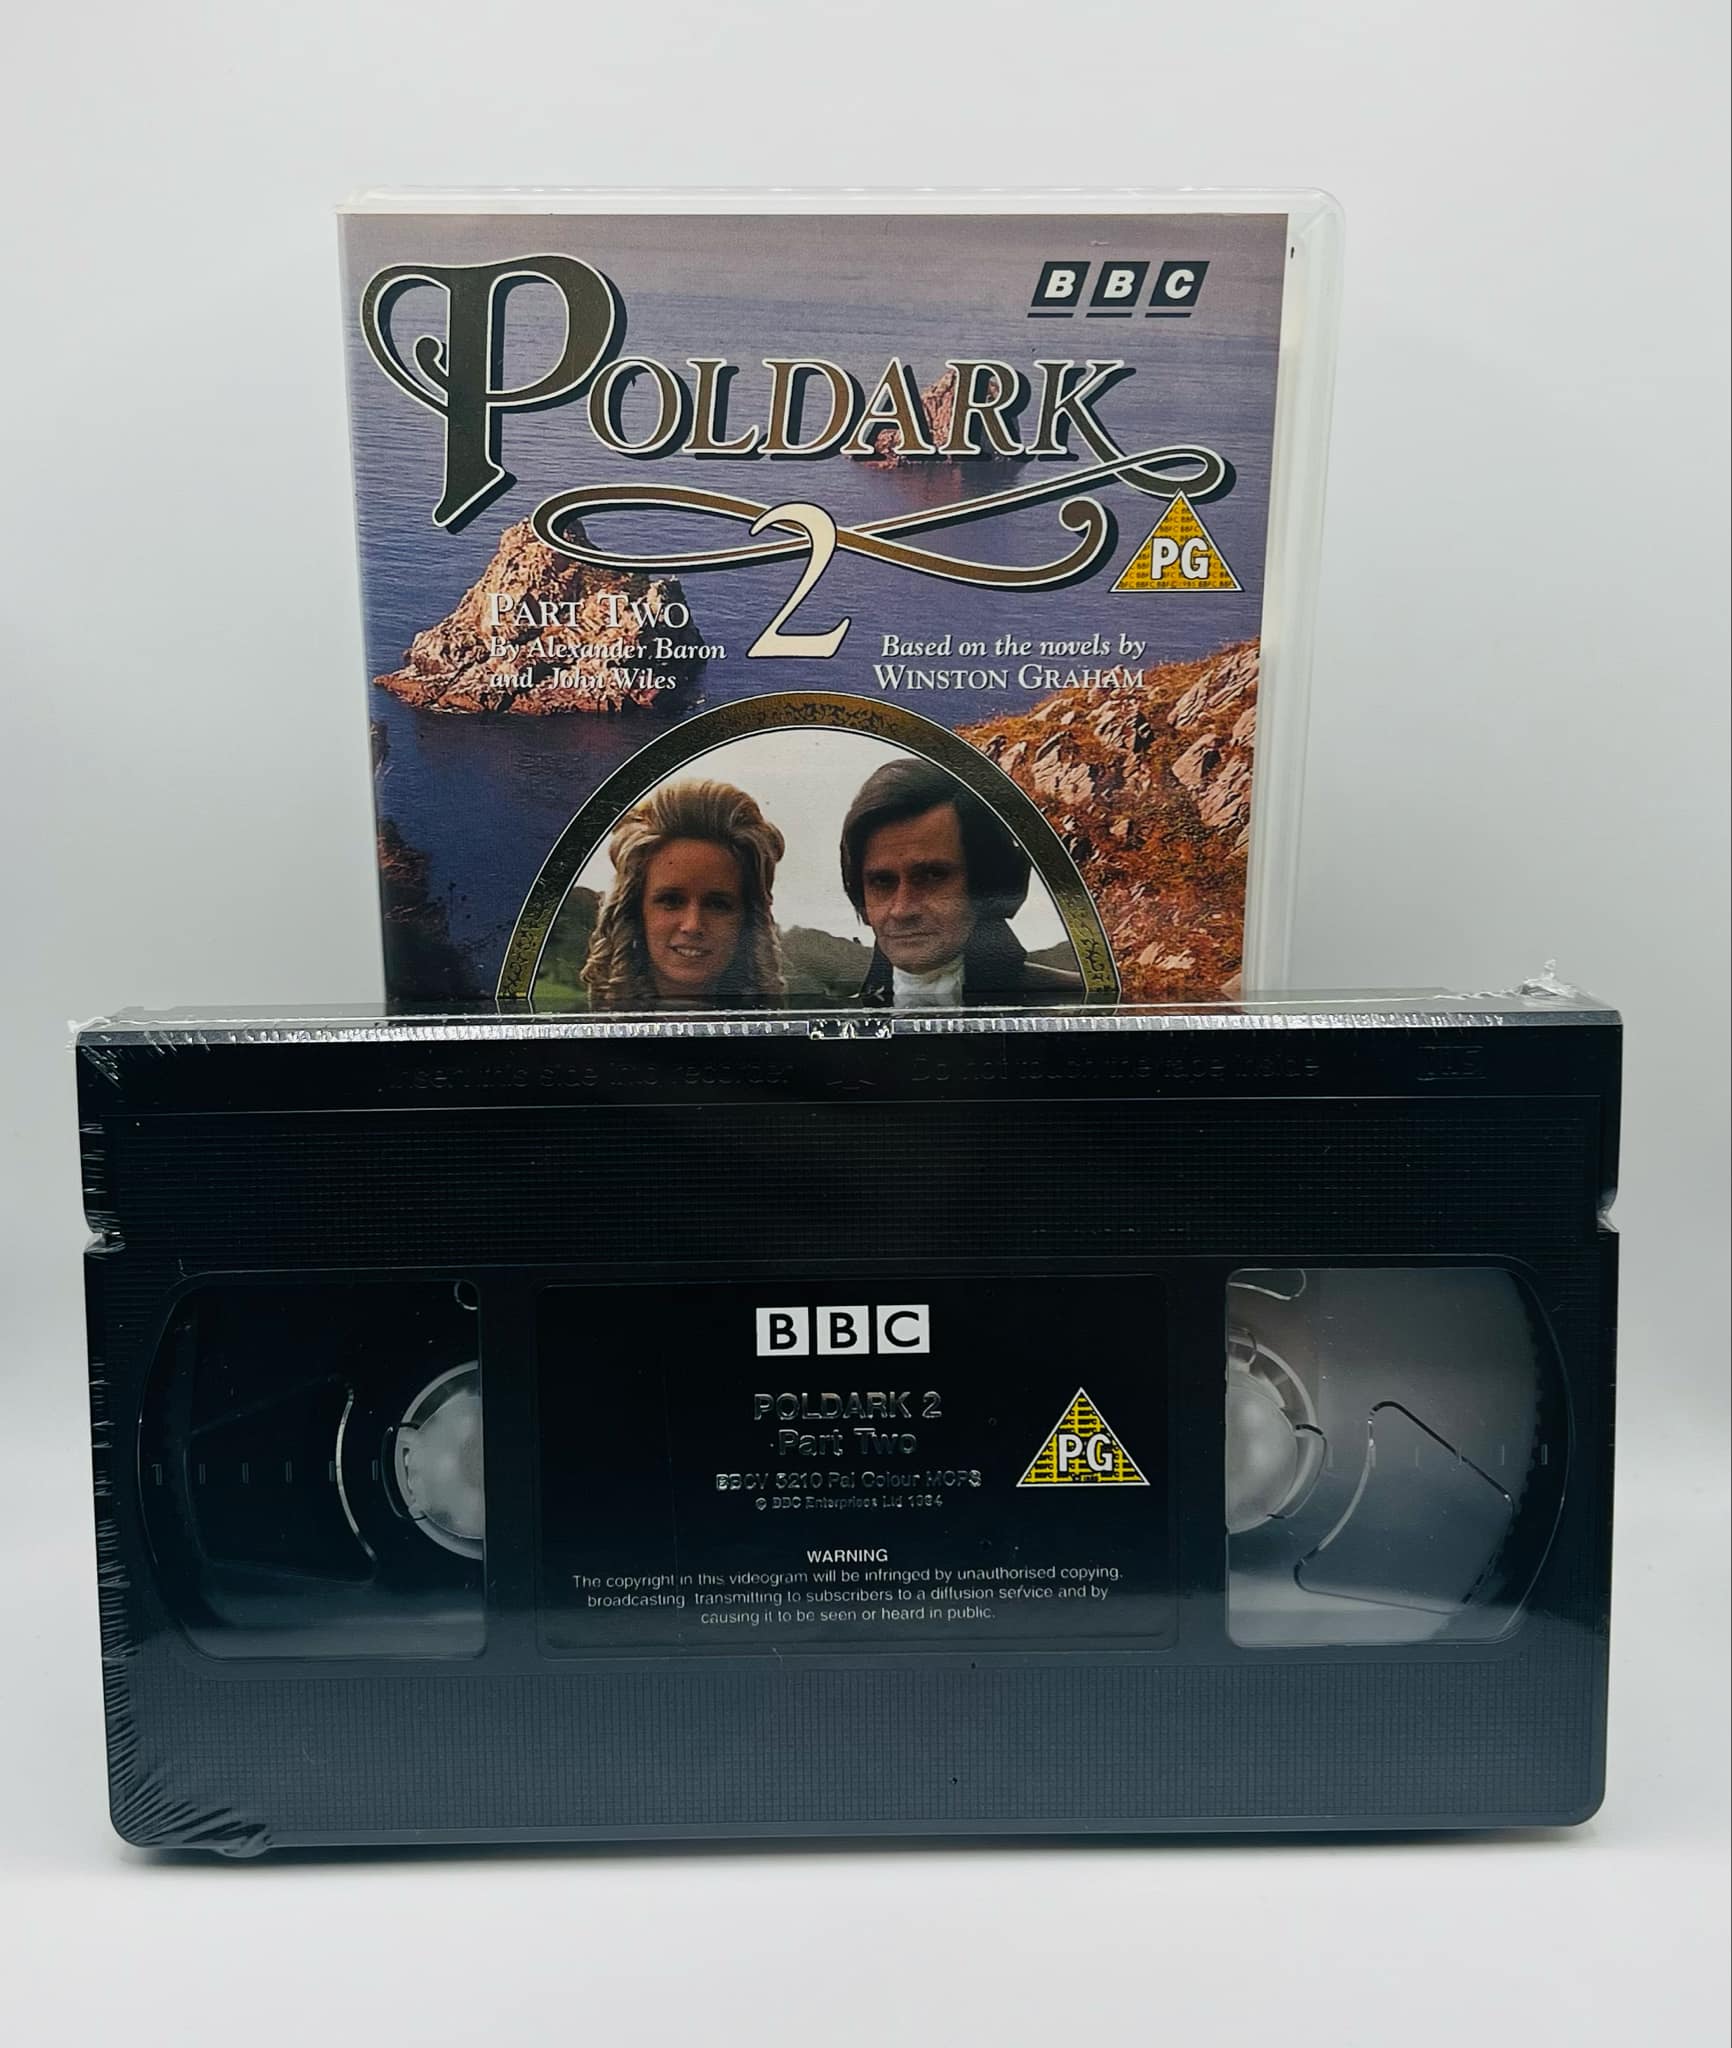 BBC
POLDARK
2
PG
PART TWO
By Alexander Baron
and John Wiles
Based on the novels by
WINSTON GRAHAM
Insert this side into recorder
Do not touch the tape inside
BBC
POLDARK 2
Part Two
BBCV 5210 Pal Colour MCPS
© BBC Enterprises Ltd 1994
PG
WARNING
The copyright in this videogram will be infringed by unauthorised copying,
broadcasting transmitting to subscribers to a diffusion service and by
causing it to be seen or heard in public.